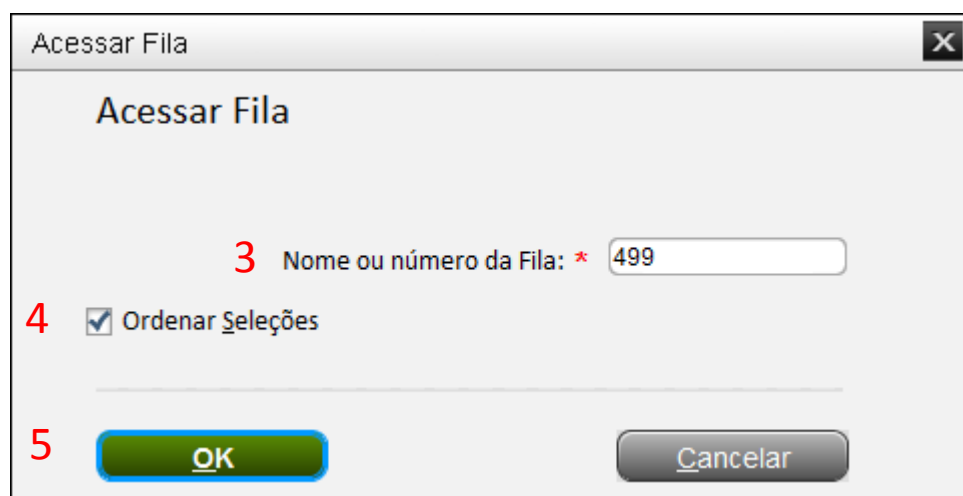 Acessar Fila
X
Acessar Fila
3 Nome ou número da Fila: * 499
4 Ordenar Seleções
5 OK Cancelar